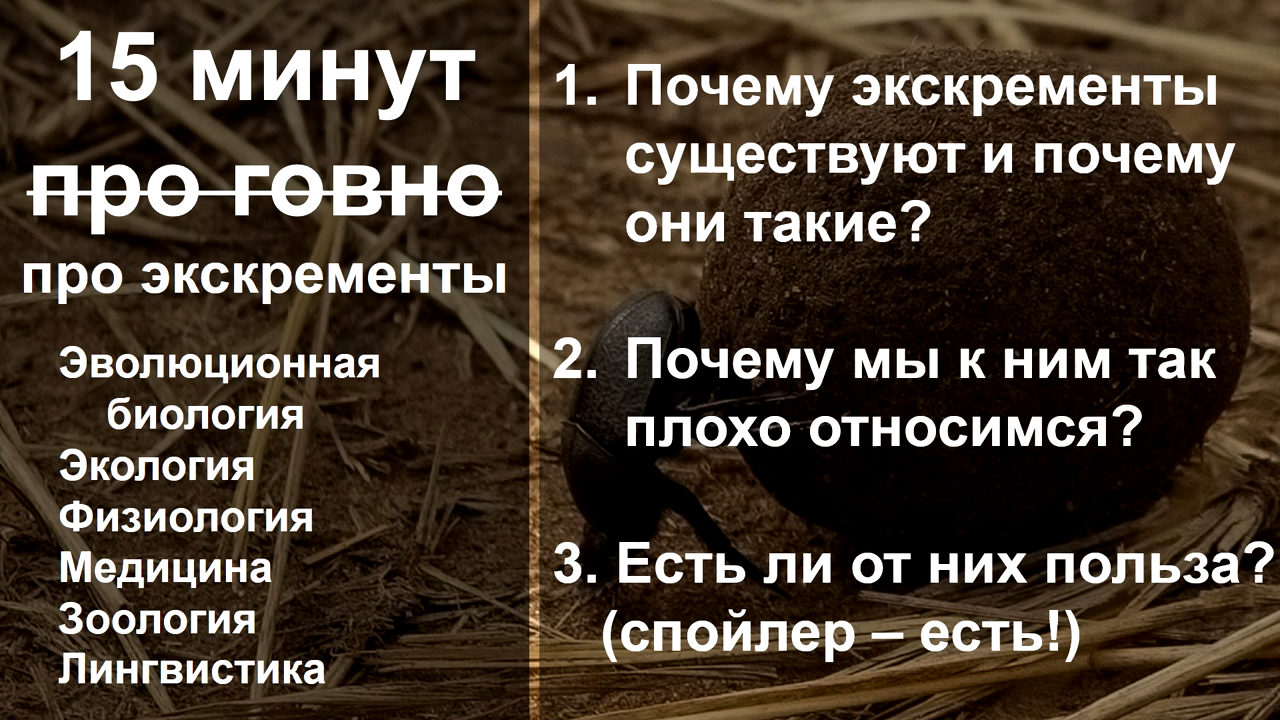 15 минут
про говно
про экскременты
Эволюционная
биология
Экология
Физиология
Медицина
Зоология
Лингвистика
1. Почему экскременты
существуют и почему
они такие?
2. Почему мы к ним так
плохо относимся?
3. Есть ли от них польза?
(спойлер – есть!)